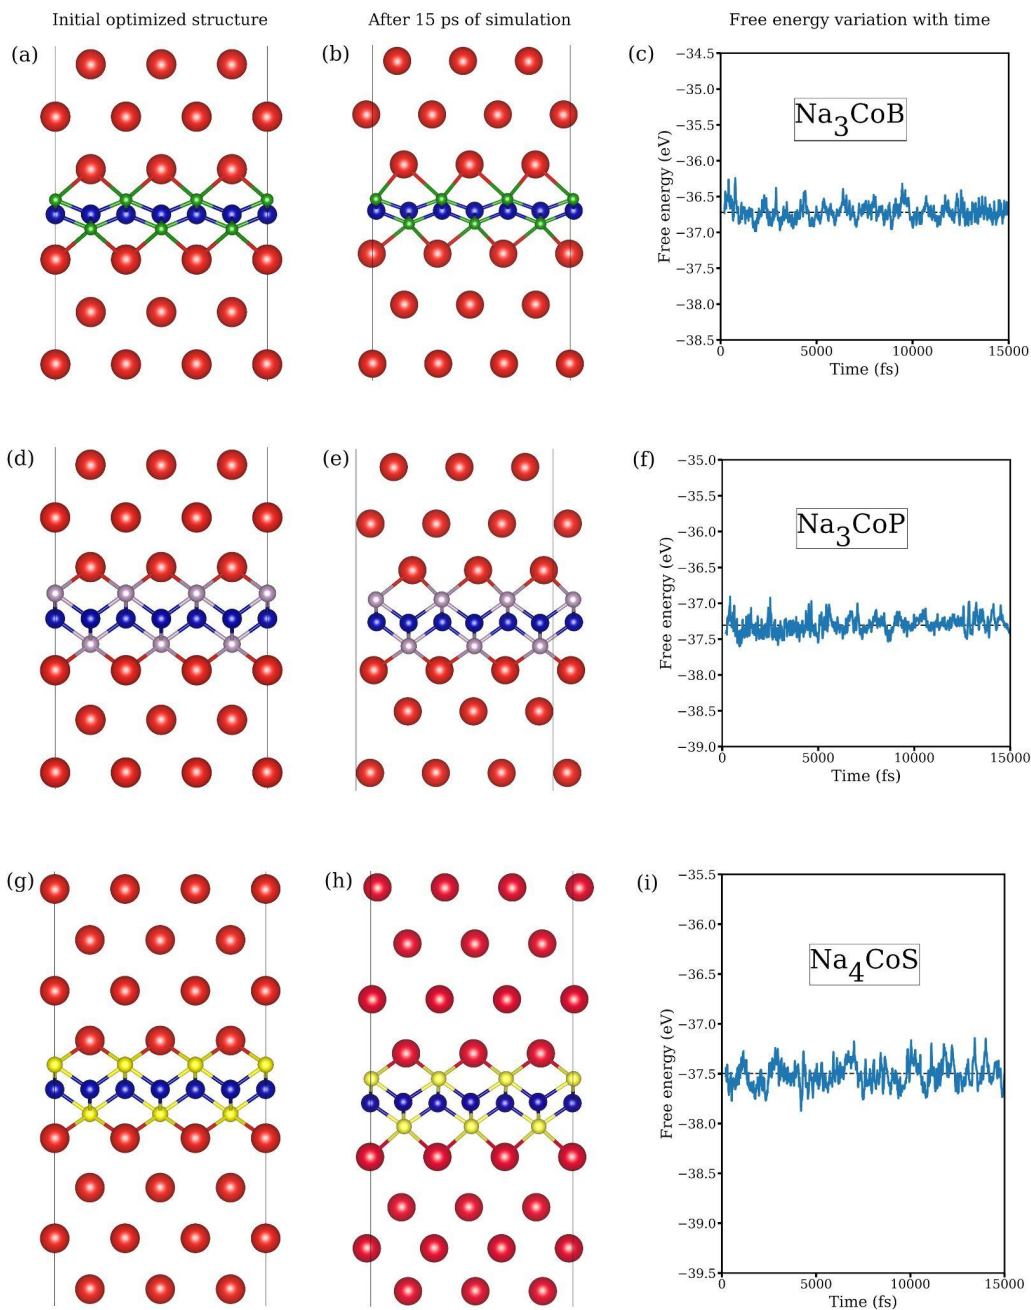 Initial optimized structure After 15 ps of simulation Free energy variation with time
(a) (b) (c)
−34.5
−35.0
−35.5
−36.0
−36.5
−37.0
−37.5
−38.0
−38.5
Free energy (eV)
Na3CoB
0 5000 10000 15000
Time (fs)
(d) (e) (f)
−35.0
−35.5
−36.0
−36.5
−37.0
−37.5
−38.0
−38.5
−39.0
Free energy (eV)
Na3CoP
0 5000 10000 15000
Time (fs)
(g) (h) (i)
−35.5
−36.0
−36.5
−37.0
−37.5
−38.0
−38.5
−39.0
−39.5
Free energy (eV)
Na4CoS
0 5000 10000 15000
Time (fs)